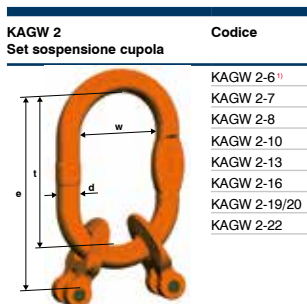 KAGW 2
Set sospensione cupola
Codice
KAGW 2-6 ¹⁾
KAGW 2-7
KAGW 2-8
KAGW 2-10
KAGW 2-13
KAGW 2-16
KAGW 2-19/20
KAGW 2-22
w
t
e
d